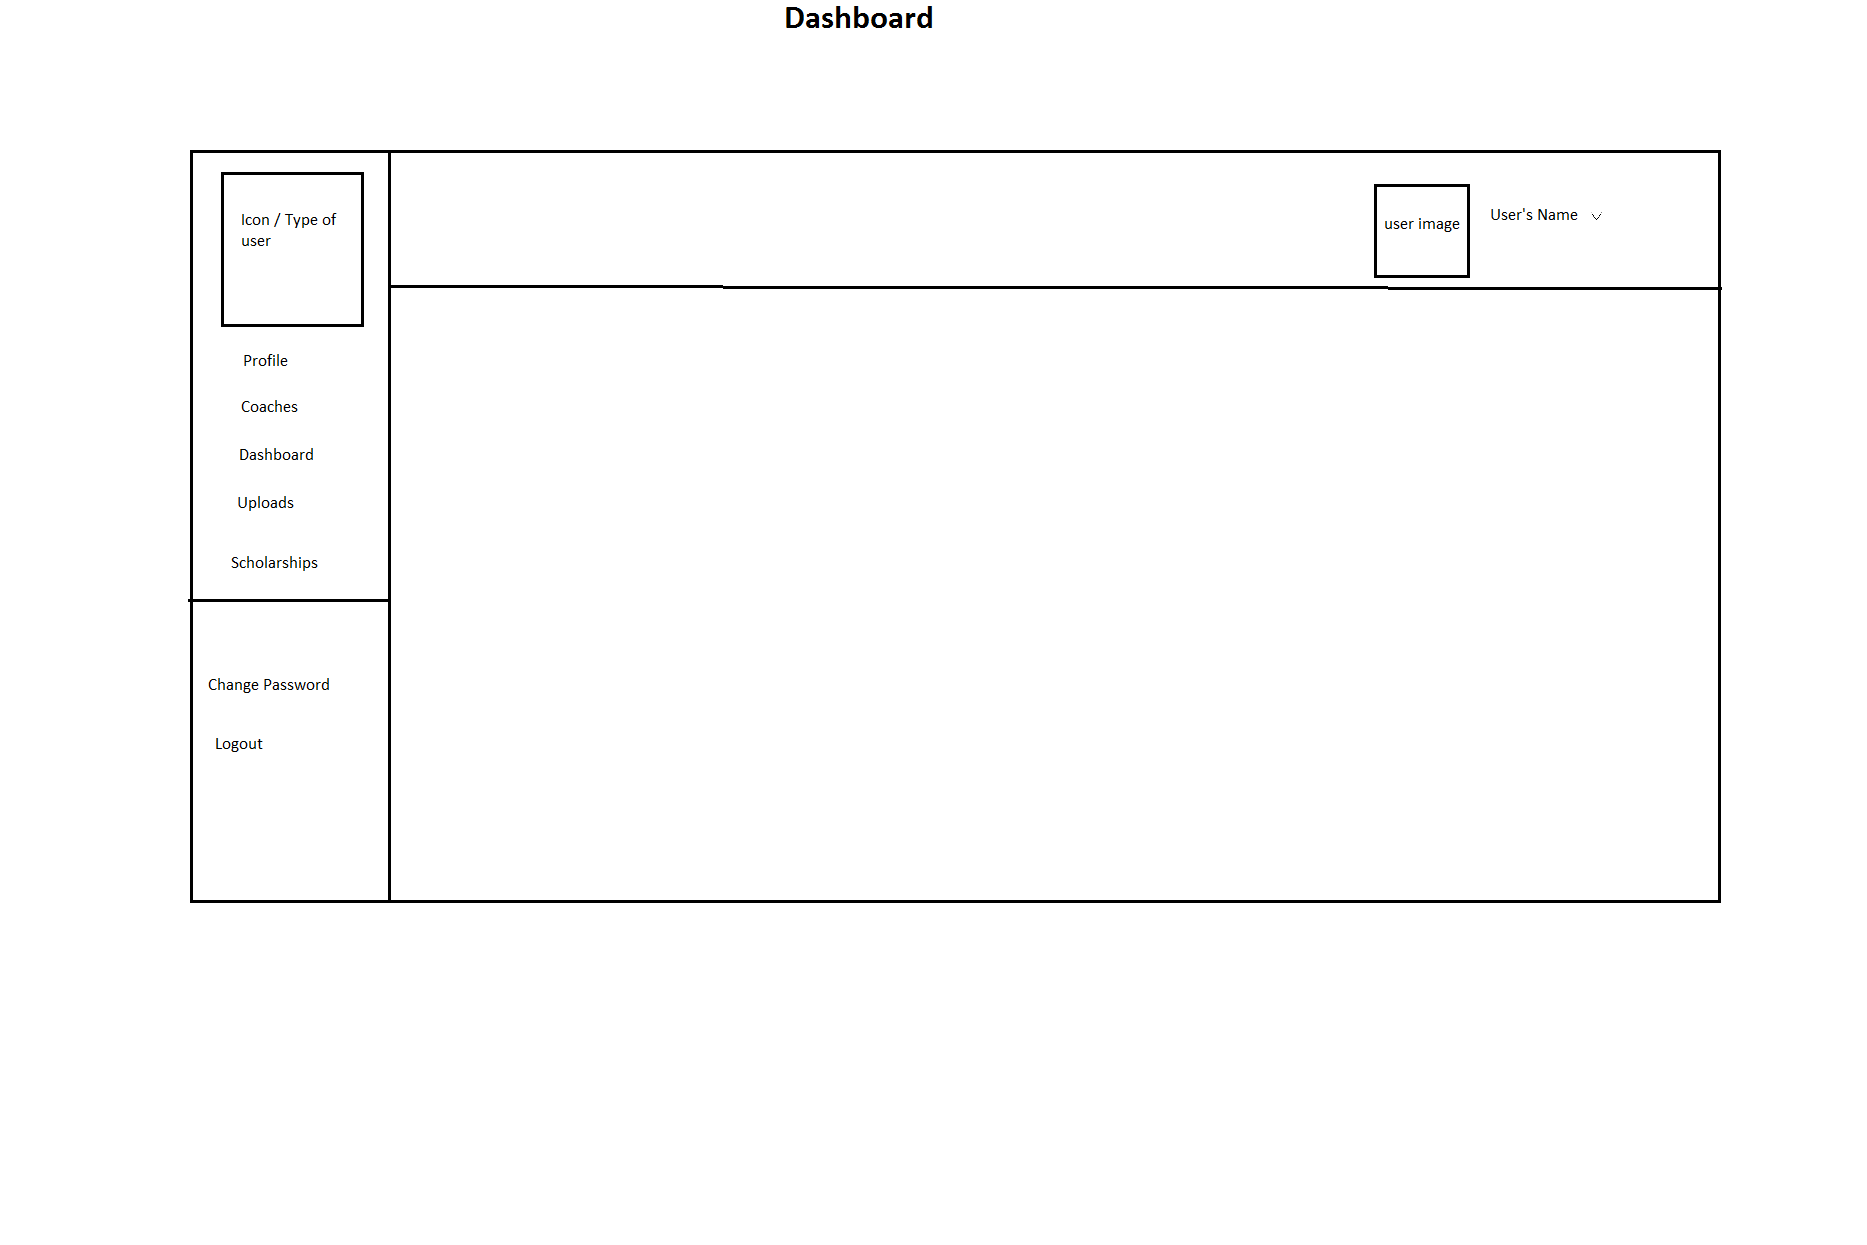 Dashboard
Icon / Type of
user
user image
User's Name
Profile
Coaches
Dashboard
Uploads
Scholarships
Change Password
Logout